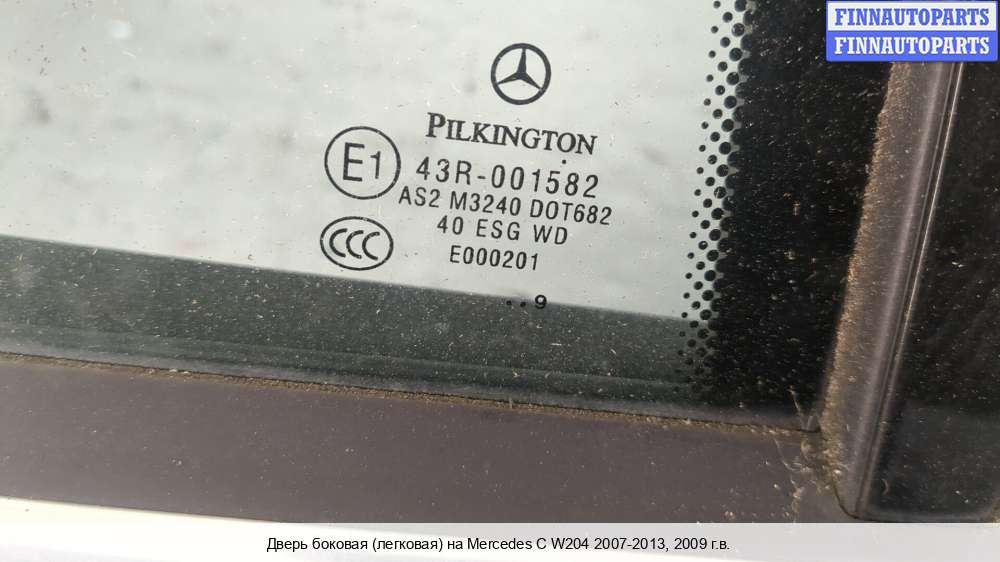 FINNAUTOPARTS
FINNAUTOPARTS
PILKINGTON
E1
43R-001582
AS2 M3240 DOT682
CCC
40 ESG WD
E000201
. . 9
Дверь боковая (легковая) на Mercedes C W204 2007-2013, 2009 г.в.